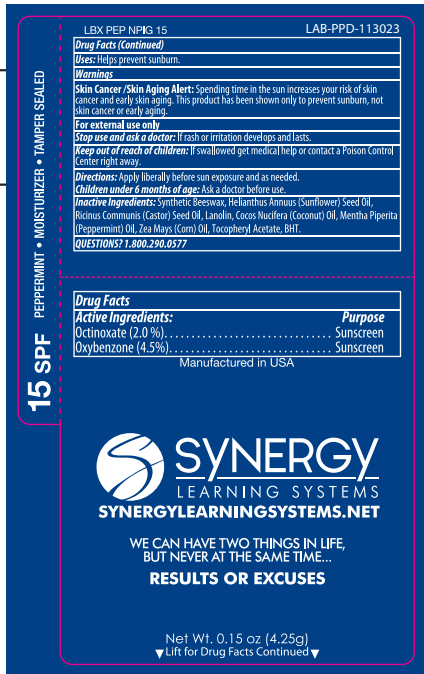 LBX PEP NPIG 15
LAB-PPD-113023
Drug Facts (Continued)
Uses: Helps prevent sunburn.
Warnings
Skin Cancer /Skin Aging Alert: Spending time in the sun increases your risk of skin
cancer and early skin aging. This product has been shown only to prevent sunburn, not
skin cancer or early aging.
For external use only
Stop use and ask a doctor: If rash or irritation develops and lasts.
Keep out of reach of children: If swallowed get medical help or contact a Poison Control
Center right away.
Directions: Apply liberally before sun exposure and as needed.
Children under 6 months of age: Ask a doctor before use.
Inactive Ingredients: Synthetic Beeswax, Helianthus Annuus (Sunflower) Seed Oil,
Ricinus Communis (Castor) Seed Oil, Lanolin, Cocos Nucifera (Coconut) Oil, Mentha Piperita
(Peppermint) Oil, Zea Mays (Corn) Oil, Tocopheryl Acetate, BHT.
QUESTIONS? 1.800.290.0577
15 SPF PEPPERMINT • MOISTURIZER • TAMPER SEALED
Drug Facts
Active Ingredients: Purpose
Octinoxate (2.0 %)............................... Sunscreen
Oxybenzone (4.5%)............................. Sunscreen
Manufactured in USA
SYNERGY
LEARNING SYSTEMS
SYNERGYLEARNINGSYSTEMS.NET
WE CAN HAVE TWO THINGS IN LIFE,
BUT NEVER AT THE SAME TIME...
RESULTS OR EXCUSES
Net Wt. 0.15 oz (4.25g)
▼Lift for Drug Facts Continued▼